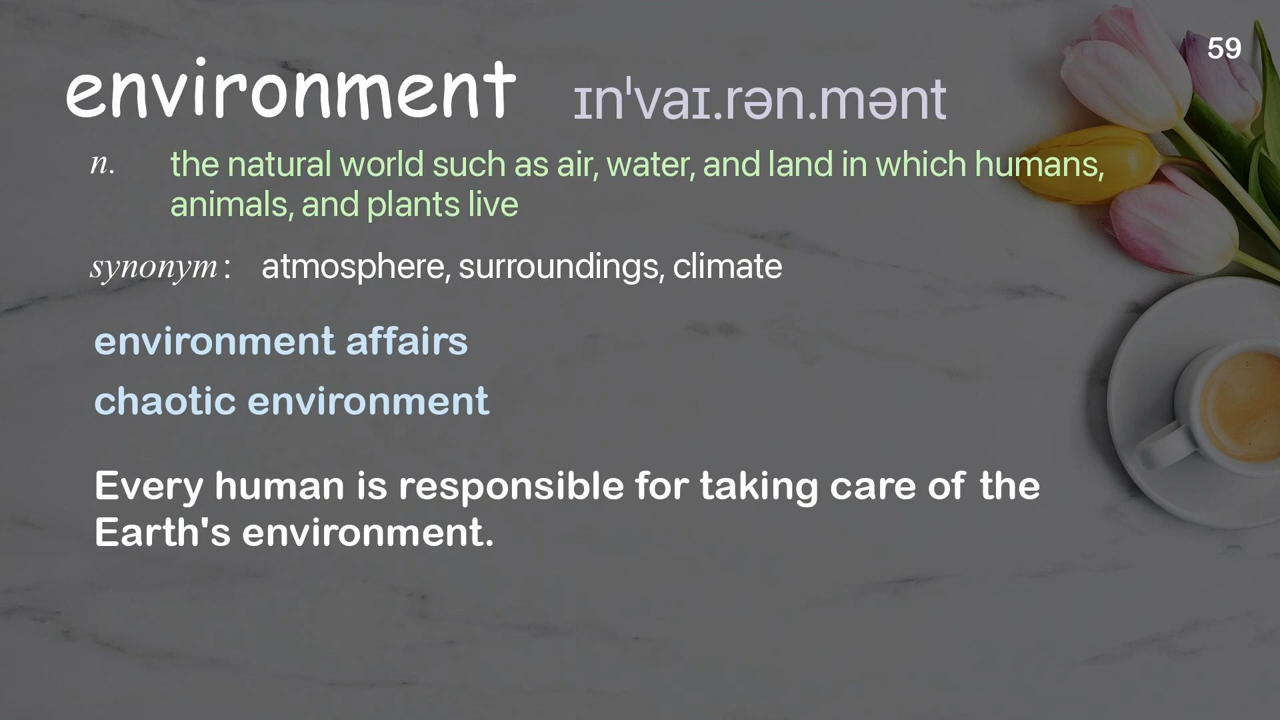 59
environment ɪnˈvaɪ.rən.mənt
n. the natural world such as air, water, and land in which humans,
animals, and plants live
synonym: atmosphere, surroundings, climate
environment affairs
chaotic environment
Every human is responsible for taking care of the
Earth's environment.